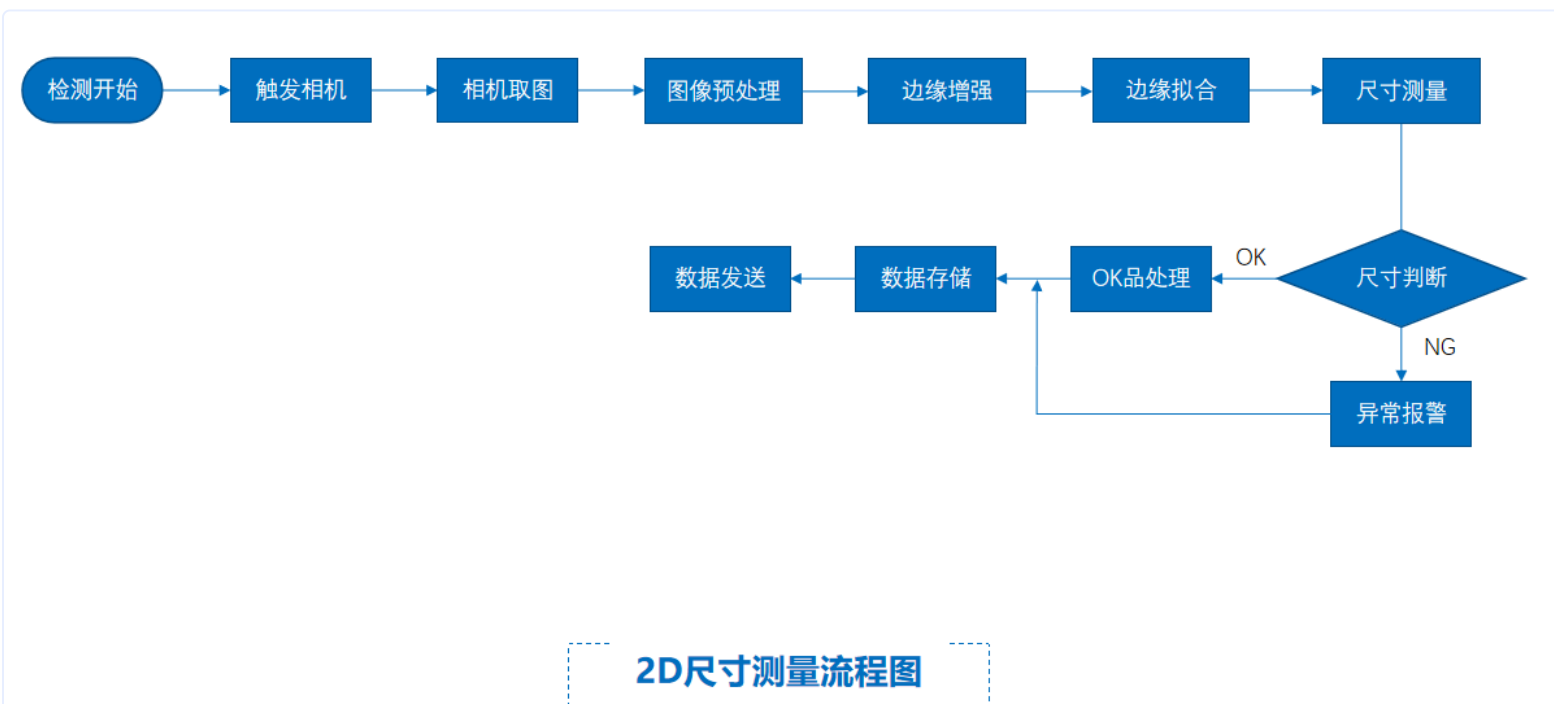 检测开始
触发相机
相机取图
图像预处理
边缘增强
边缘拟合
尺寸测量
尺寸判断
OK
OK品处理
数据存储
数据发送
NG
异常报警
2D尺寸测量流程图